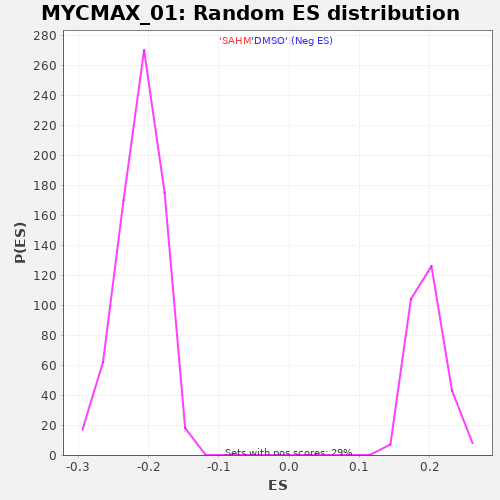 MYCMAX_01: Random ES distribution
'SAHM'DMSO' (Neg ES)
280
260
240
220
200
180
160
140
120
100
80
60
40
20
0
P(ES)
Sets with pos scores: 29%
-0.3 -0.2 -0.1 0.0 0.1 0.2
ES